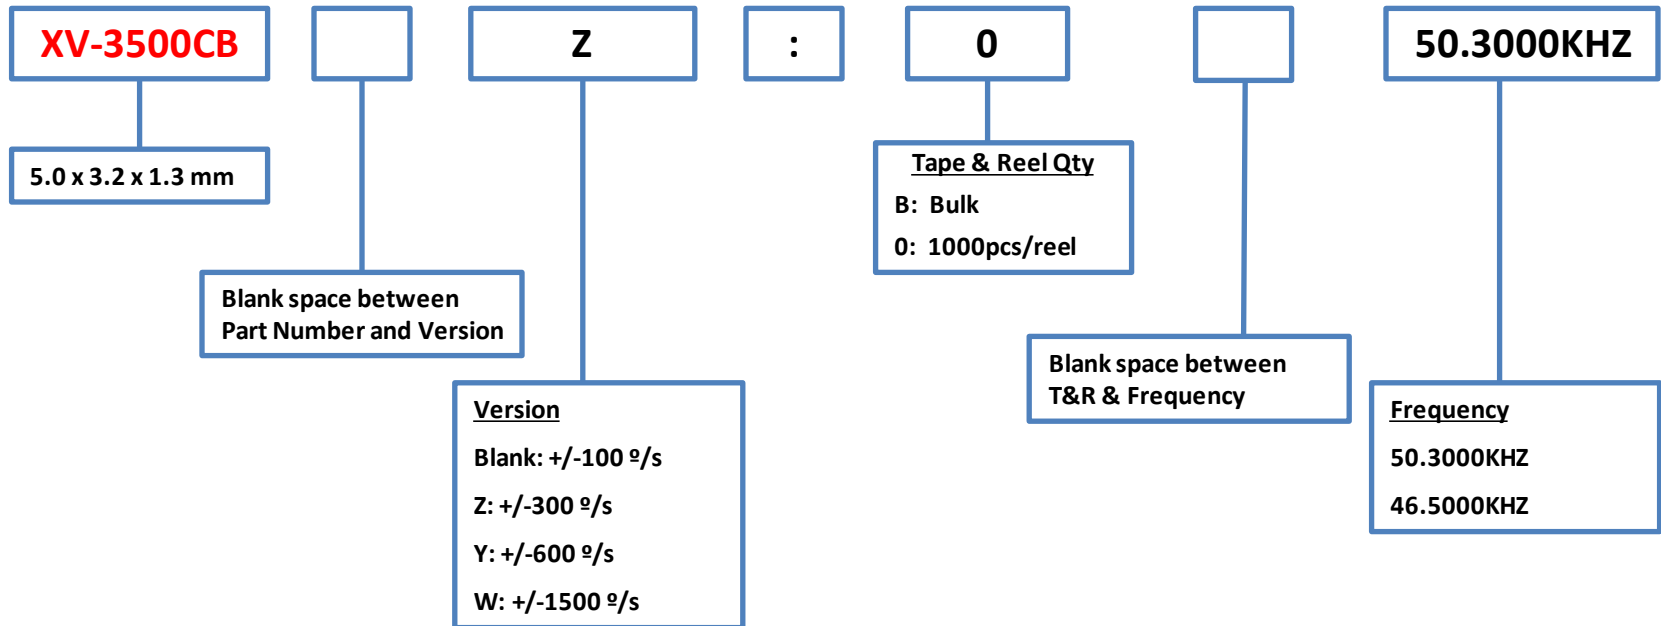 XV-3500CB
Z
:
0
50.3000KHZ
5.0 x 3.2 x 1.3 mm
Tape & Reel Qty
B: Bulk
0: 1000pcs/reel
Blank space between
Part Number and Version
Blank space between
T&R & Frequency
Version
Blank: +/-100 º/s
Z: +/-300 º/s
Y: +/-600 º/s
W: +/-1500 º/s
Frequency
50.3000KHZ
46.5000KHZ